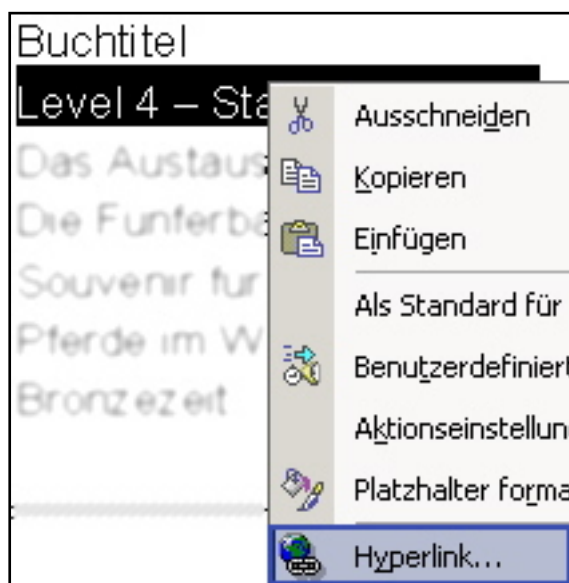 Buchtitel
Level 4 – Sta
Das Austaus
Die Funferba
Souvenir fur
Pferde im W
Bronzezeit
Ausschneiden
Kopieren
Einfügen
Als Standard für
Benutzerdefiniert
Aktionseinstellun
Platzhalter forma
Hyperlink...